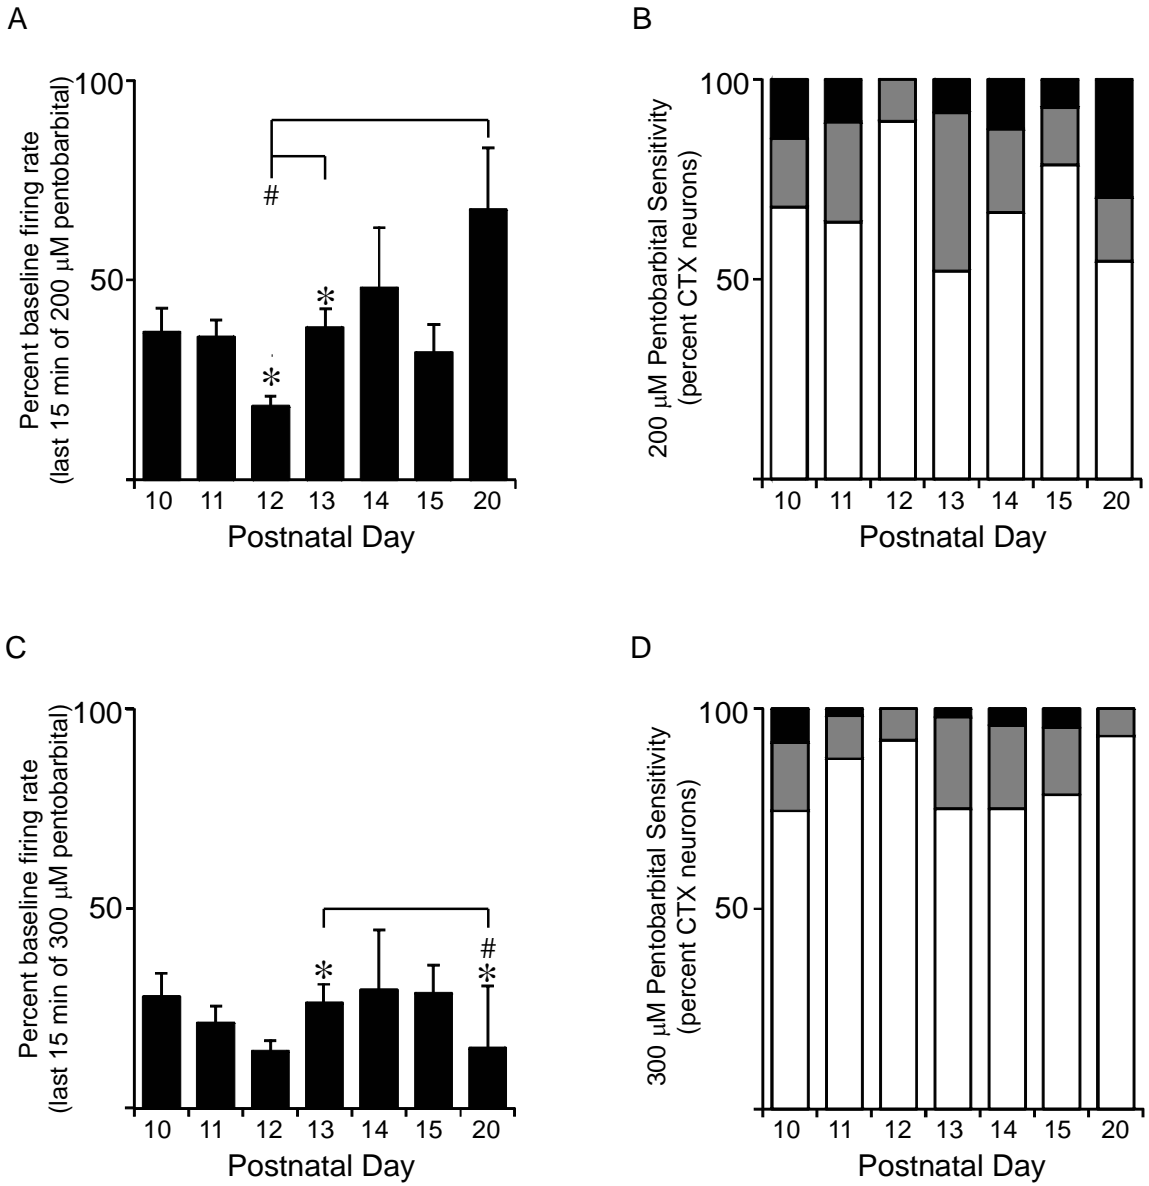 A
Percent baseline firing rate
(last 15 min of 200 μM pentobarbital)
100
50
#
*
*
10 11 12 13 14 15 20
Postnatal Day
B
200 μM Pentobarbital Sensitivity
(percent CTX neurons)
100
50
10 11 12 13 14 15 20
Postnatal Day
C
Percent baseline firing rate
(last 15 min of 300 μM pentobarbital)
100
50
#
*
*
10 11 12 13 14 15 20
Postnatal Day
D
300 μM Pentobarbital Sensitivity
(percent CTX neurons)
100
50
10 11 12 13 14 15 20
Postnatal Day